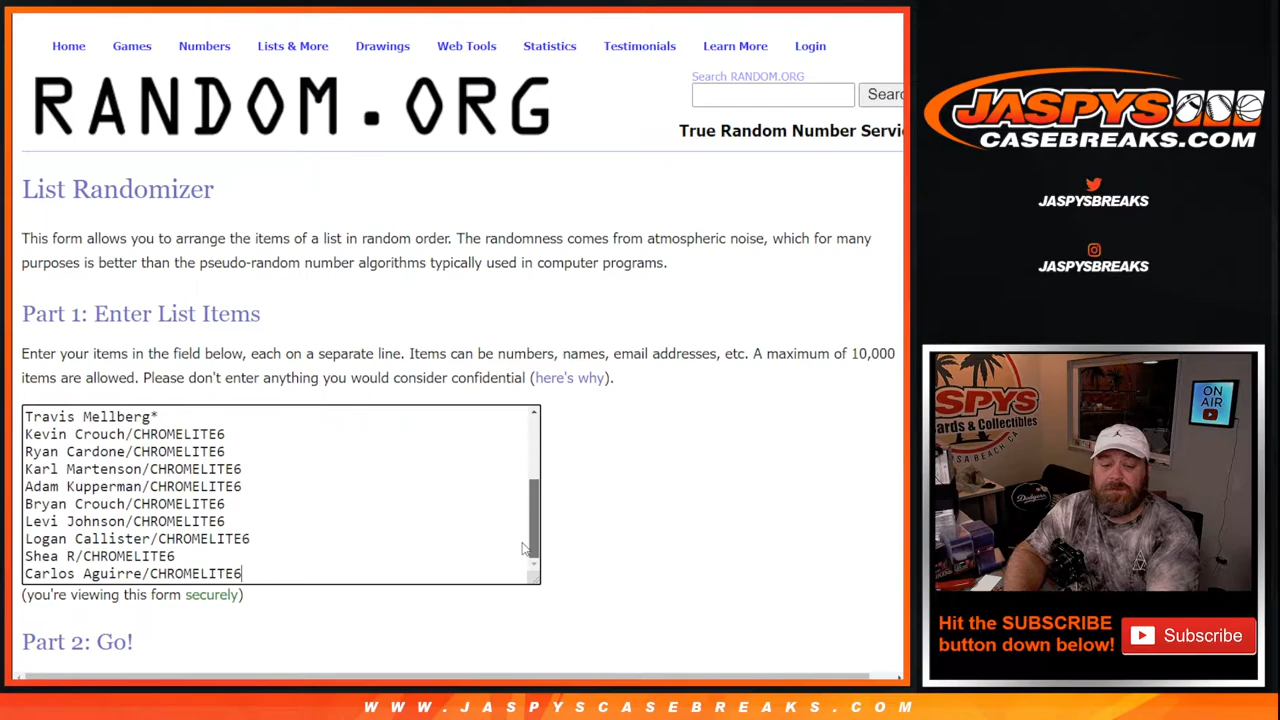 Home Games Numbers Lists & More Drawings Web Tools Statistics Testimonials Learn More Login
RANDOM.ORG
Search RANDOM.ORG
Searc
True Random Number Servi
List Randomizer
This form allows you to arrange the items of a list in random order. The randomness comes from atmospheric noise, which for many
purposes is better than the pseudo-random number algorithms typically used in computer programs.
Part 1: Enter List Items
Enter your items in the field below, each on a separate line. Items can be numbers, names, email addresses, etc. A maximum of 10,000
items are allowed. Please don't enter anything you would consider confidential (here's why).
Travis Mellberg*
Kevin Crouch/CHROMELITE6
Ryan Cardone/CHROMELITE6
Karl Martenson/CHROMELITE6
Adam Kupperman/CHROMELITE6
Bryan Crouch/CHROMELITE6
Levi Johnson/CHROMELITE6
Logan Callister/CHROMELITE6
Shea R/CHROMELITE6
Carlos Aguirre/CHROMELITE6
(you're viewing this form securely)
Part 2: Go!
JASPYS
CASEBREAKS.COM
JASPYSBREAKS
JASPYSBREAKS
ASPYS
ards & Collectibles
SA BEACH, CA
ON
AIR
Dodgers
Hit the SUBSCRIBE
button down below!
Subscribe
WWW.JASPYSCASEBREAKS.COM